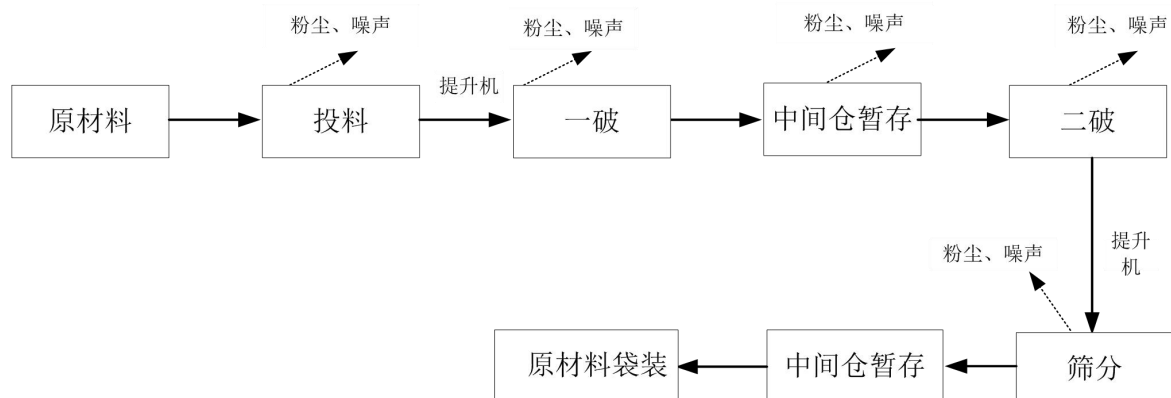 粉尘、噪声
粉尘、噪声
粉尘、噪声
粉尘、噪声
原材料
投料
提升机
一破
中间仓暂存
二破
粉尘、噪声
提升
机
原材料袋装
中间仓暂存
筛分